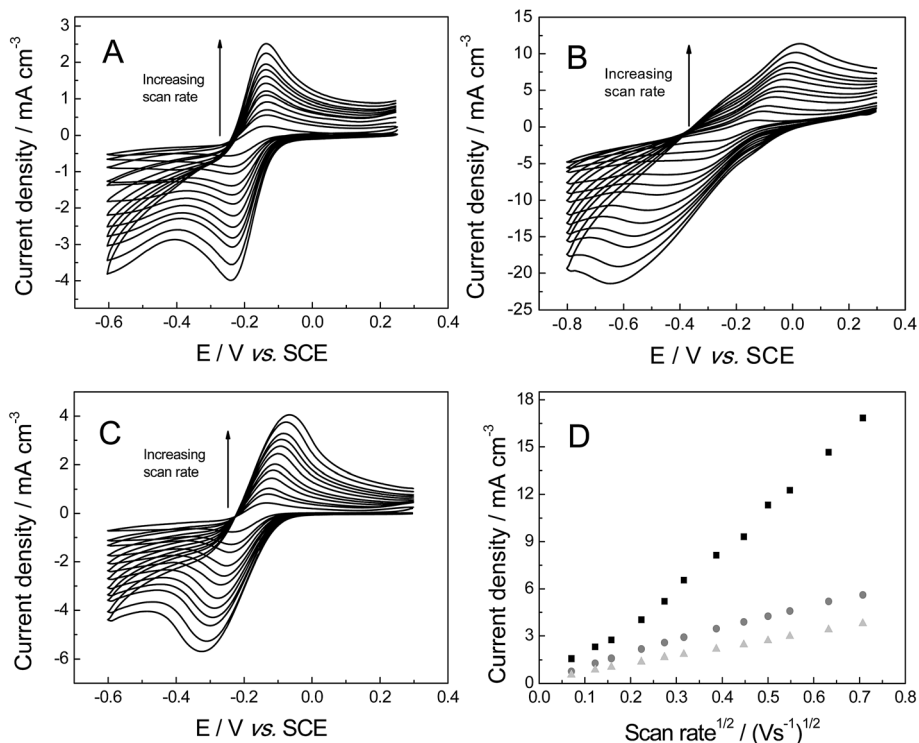 A
Increasing
scan rate
Current density / mA cm⁻³
3
2
1
0
-1
-2
-3
-4
-0.6 -0.4 -0.2 0.0 0.2 0.4
E / V vs. SCE
B
Increasing
scan rate
Current density / mA cm⁻³
15
10
5
0
-5
-10
-15
-20
-25
-0.8 -0.6 -0.4 -0.2 0.0 0.2 0.4
E / V vs. SCE
C
Increasing
scan rate
Current density / mA cm⁻³
4
2
0
-2
-4
-6
-0.6 -0.4 -0.2 0.0 0.2 0.4
E / V vs. SCE
D
Current density / mA cm⁻³
18
15
12
9
6
3
0
0.0 0.1 0.2 0.3 0.4 0.5 0.6 0.7 0.8
Scan rate¹/² / (Vs⁻¹)¹/²